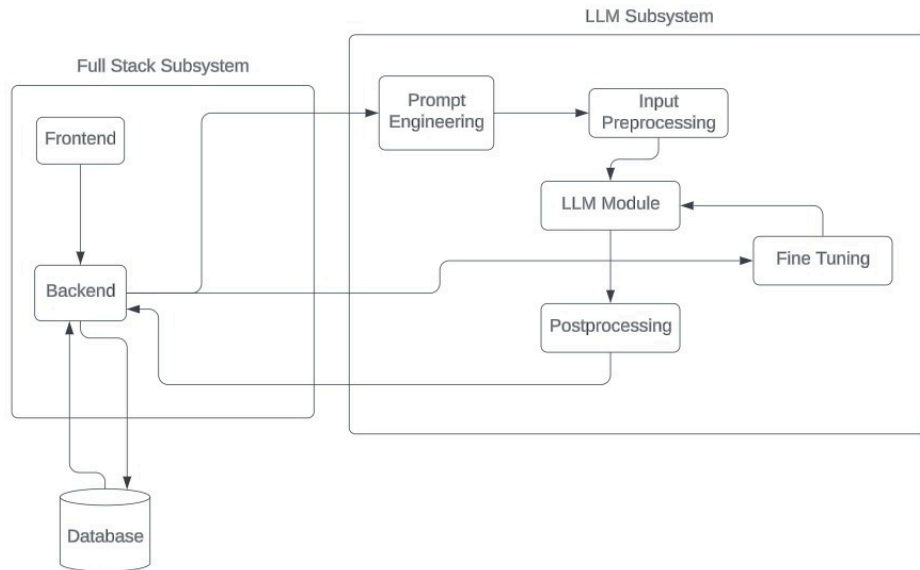 LLM Subsystem
Full Stack Subsystem
Frontend
Backend
Database
Prompt
Engineering
Input
Preprocessing
LLM Module
Fine Tuning
Postprocessing